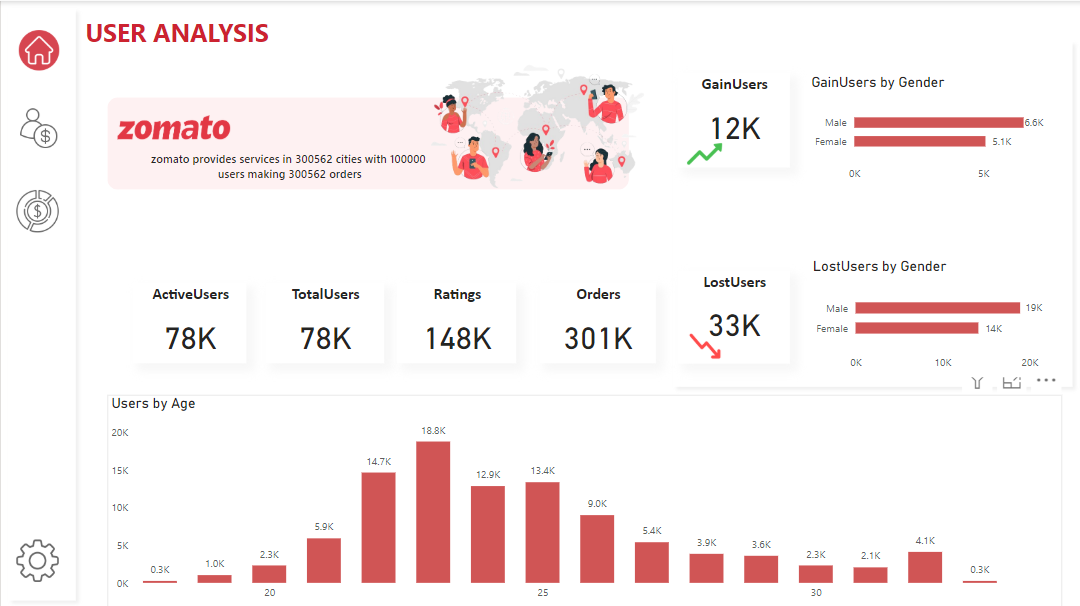 USER ANALYSIS
zomato
zomato provides services in 300562 cities with 100000
users making 300562 orders
GainUsers
12K
GainUsers by Gender
Male
6.6K
Female
5.1K
0K
5K
ActiveUsers
78K
TotalUsers
78K
Ratings
148K
Orders
301K
LostUsers
33K
LostUsers by Gender
Male
19K
Female
14K
0K
10K
20K
Users by Age
20K
15K
10K
5K
0K
0.3K
1.0K
2.3K
5.9K
14.7K
18.8K
12.9K
13.4K
9.0K
5.4K
3.9K
3.6K
2.3K
2.1K
4.1K
0.3K
20
25
30